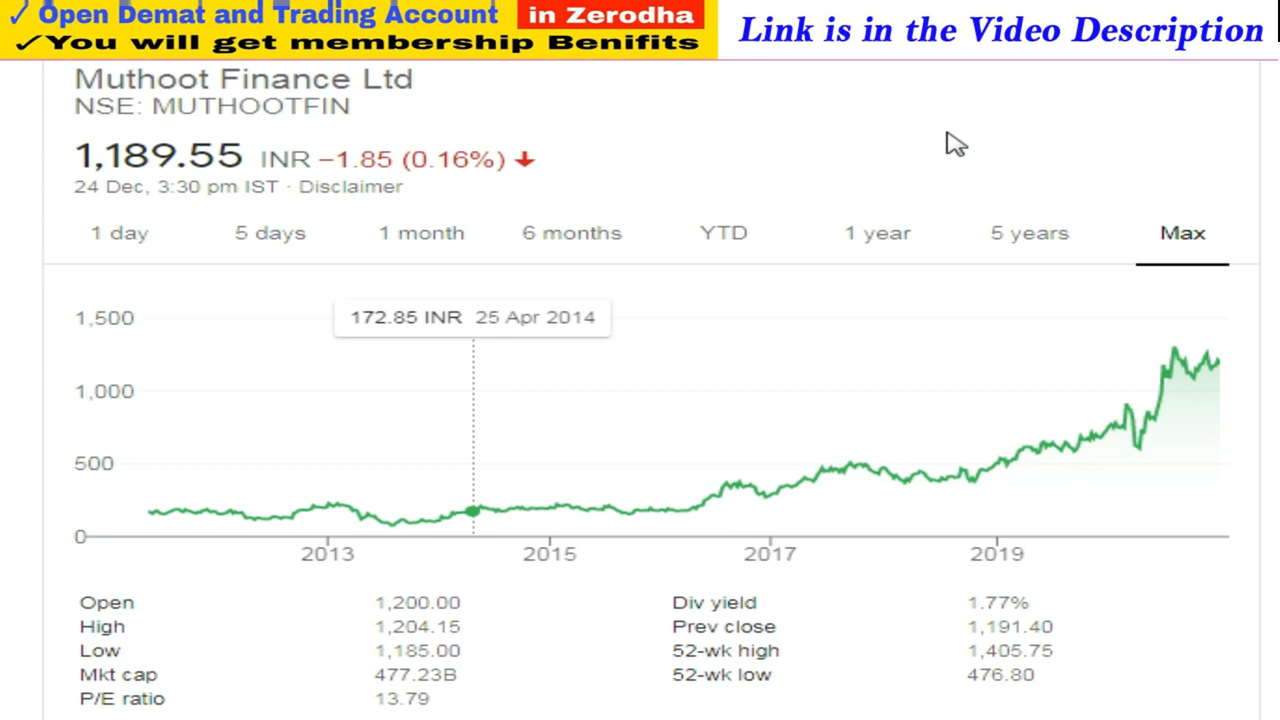 ✓ Open Demat and Trading Account in Zerodha
✓You will get membership Benifits
Link is in the Video Description
Muthoot Finance Ltd
NSE: MUTHOOTFIN
1,189.55 INR −1.85 (0.16%) ↓
24 Dec, 3:30 pm IST · Disclaimer
1 day 5 days 1 month 6 months YTD 1 year 5 years Max
172.85 INR 25 Apr 2014
1,500
1,000
500
0
2013 2015 2017 2019
Open 1,200.00 Div yield 1.77%
High 1,204.15 Prev close 1,191.40
Low 1,185.00 52-wk high 1,405.75
Mkt cap 477.23B 52-wk low 476.80
P/E ratio 13.79